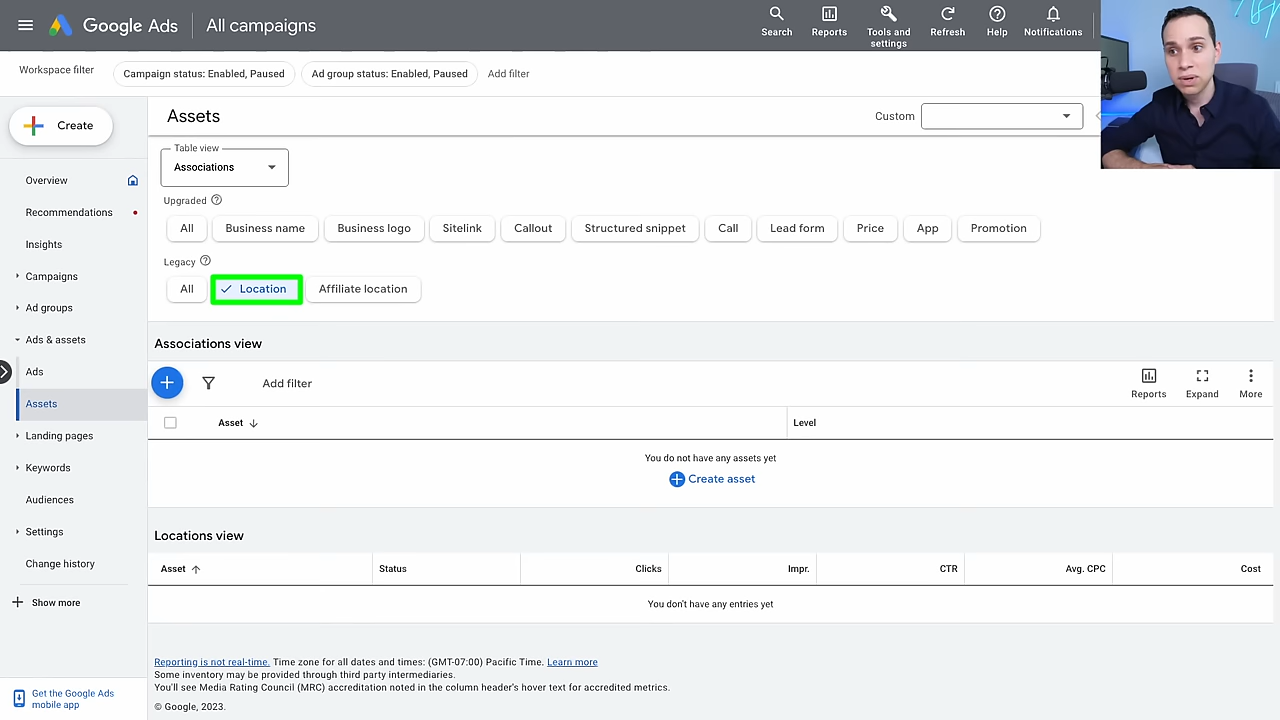 Google Ads
All campaigns
Search
Reports
Tools and settings
Refresh
Help
Notifications
Workspace filter
Campaign status: Enabled, Paused
Ad group status: Enabled, Paused
Add filter
Create
Overview
Recommendations
Insights
Campaigns
Ad groups
Ads & assets
Ads
Assets
Landing pages
Keywords
Audiences
Settings
Change history
Show more
Get the Google Ads
mobile app
Assets
Custom
Table view
Associations
Upgraded
All
Business name
Business logo
Sitelink
Callout
Structured snippet
Call
Lead form
Price
App
Promotion
Legacy
All
Location
Affiliate location
Associations view
Add filter
Reports
Expand
More
Asset
Level
You do not have any assets yet
Create asset
Locations view
Asset
Status
Clicks
Impr.
CTR
Avg. CPC
Cost
You don't have any entries yet
Reporting is not real-time. Time zone for all dates and times: (GMT-07:00) Pacific Time. Learn more
Some inventory may be provided through third party intermediaries.
You'll see Media Rating Council (MRC) accreditation noted in the column header's hover text for accredited metrics.
© Google, 2023.